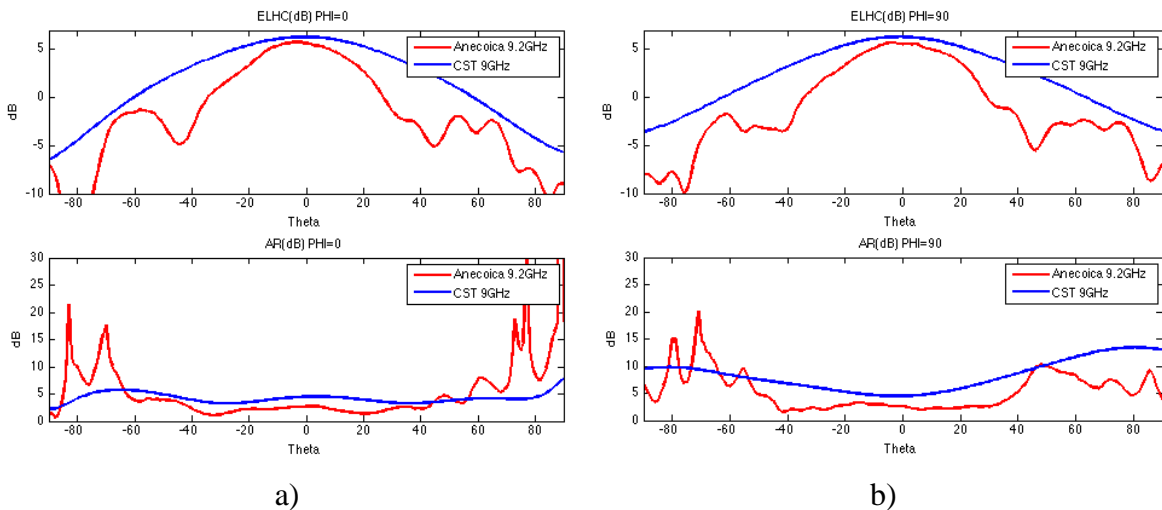 ELHC(dB) PHI=0
5
0
-5
-10
dB
Anecoica 9.2GHz
CST 9GHz
-80 -60 -40 -20 0 20 40 60 80
Theta
AR(dB) PHI=0
30
25
20
15
10
5
0
dB
Anecoica 9.2GHz
CST 9GHz
-80 -60 -40 -20 0 20 40 60 80
Theta
a)
ELHC(dB) PHI=90
5
0
-5
-10
dB
Anecoica 9.2GHz
CST 9GHz
-80 -60 -40 -20 0 20 40 60 80
Theta
AR(dB) PHI=90
30
25
20
15
10
5
0
dB
Anecoica 9.2GHz
CST 9GHz
-80 -60 -40 -20 0 20 40 60 80
Theta
b)